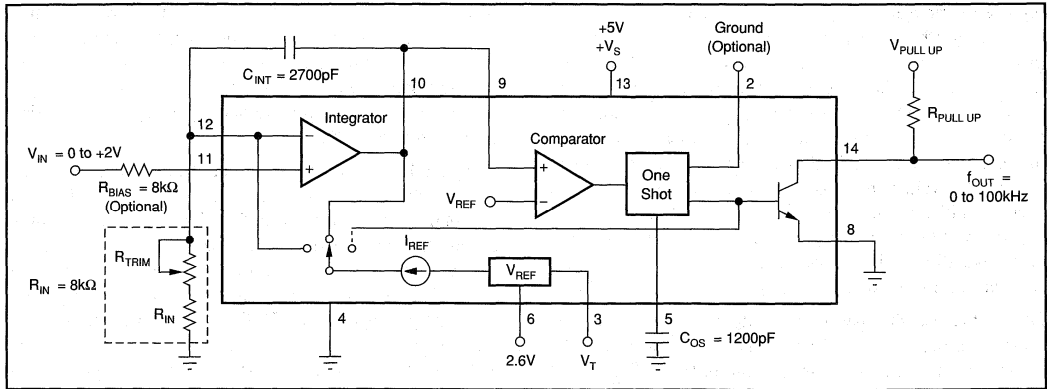 +5V
+V_S
Ground
(Optional)
V_PULL UP
C_INT = 2700pF
10
9
13
2
R_PULL UP
Integrator
12
−
V_IN = 0 to +2V
11
+
R_BIAS = 8kΩ
(Optional)
Comparator
+
−
V_REF
One
Shot
14
f_OUT =
0 to 100kHz
8
R_TRIM
R_IN = 8kΩ
R_IN
I_REF
V_REF
4
6
3
5
2.6V
V_T
C_OS = 1200pF